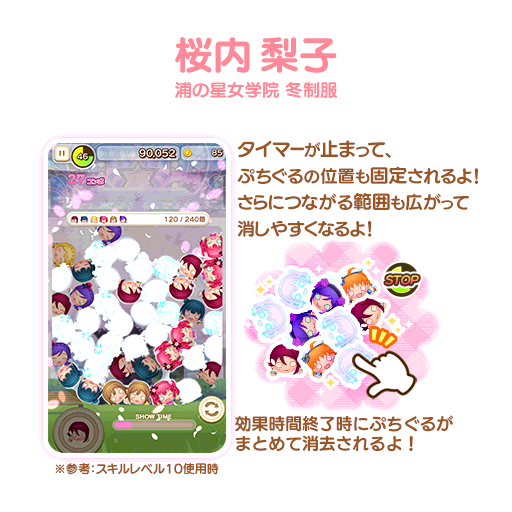 桜内 梨子
浦の星女学院 冬制服
46
90,052
85
27コンボ
120 / 240個
SHOW TIME
※参考：スキルレベル10使用時
タイマーが止まって、
ぷちぐるの位置も固定されるよ！
さらにつながる範囲も広がって
消しやすくなるよ！
STOP
効果時間終了時にぷちぐるが
まとめて消去されるよ！